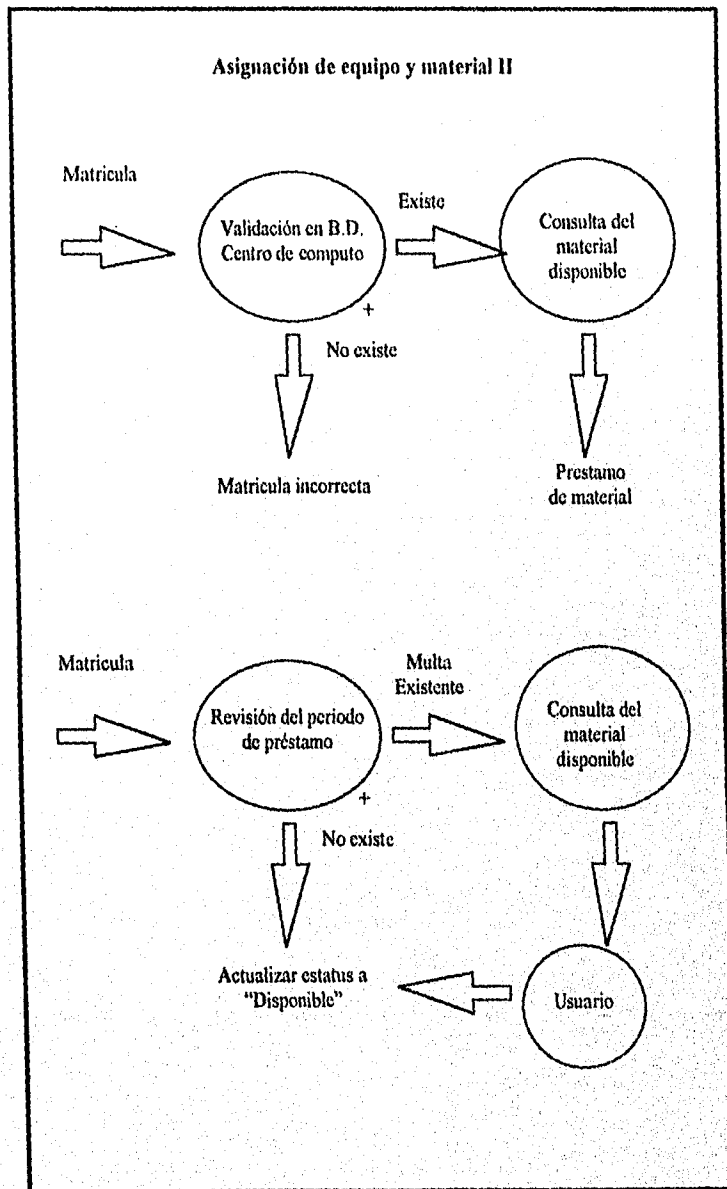 Asignación de equipo y material II
Matricula
Validación en B.D.
Centro de computo
Existe
Consulta del
material
disponible
+
No existe
Matricula incorrecta
Prestamo
de material
Matricula
Revisión del periodo
de préstamo
Multa
Existente
Consulta del
material
disponible
+
No existe
Actualizar estatus a
"Disponible"
Usuario